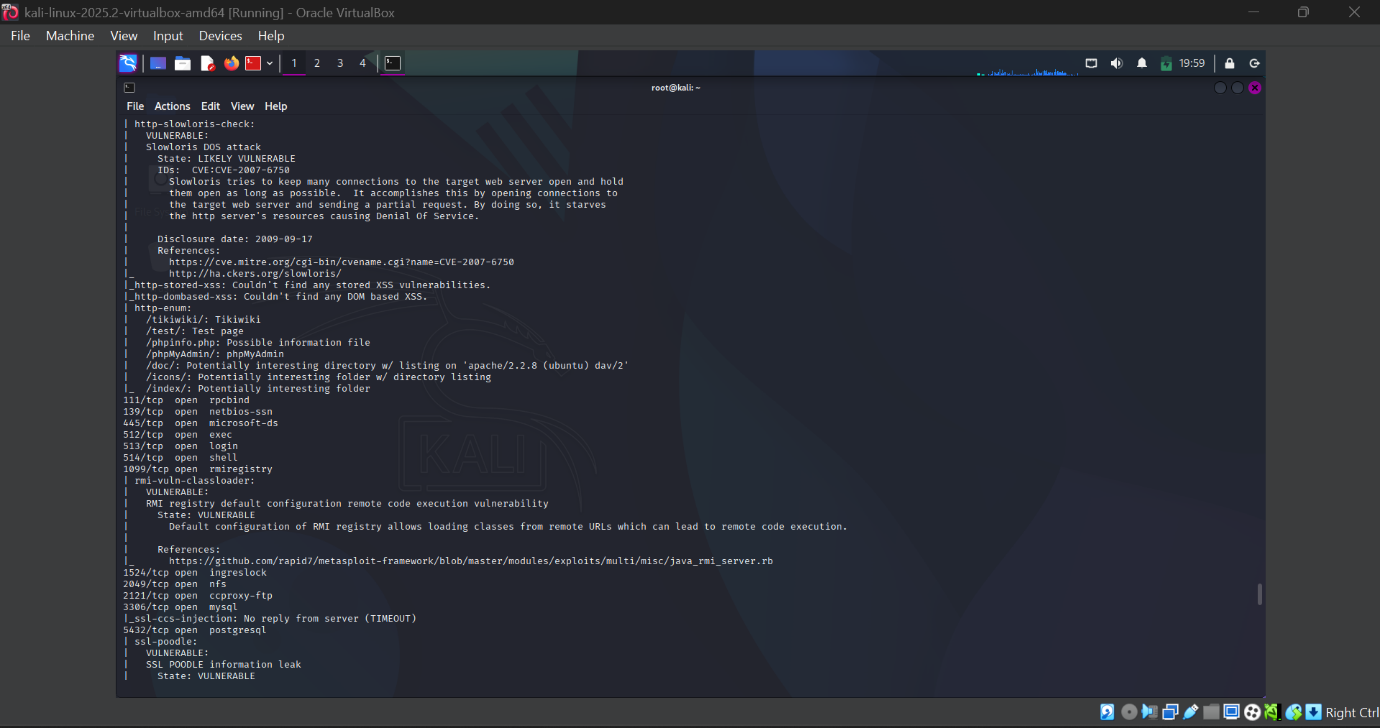 kali-linux-2025.2-virtualbox-amd64 [Running] - Oracle VirtualBox
File Machine View Input Devices Help
1 2 3 4 19:59
root@kali: ~
File Actions Edit View Help
| http-slowloris-check:
|   VULNERABLE:
|   Slowloris DOS attack
|     State: LIKELY VULNERABLE
|     IDs:  CVE:CVE-2007-6750
|       Slowloris tries to keep many connections to the target web server open and hold
|       them open as long as possible.  It accomplishes this by opening connections to
|       the target web server and sending a partial request. By doing so, it starves
|       the http server's resources causing Denial Of Service.
|
|     Disclosure date: 2009-09-17
|     References:
|       https://cve.mitre.org/cgi-bin/cvename.cgi?name=CVE-2007-6750
|_      http://ha.ckers.org/slowloris/
|_http-stored-xss: Couldn't find any stored XSS vulnerabilities.
|_http-dombased-xss: Couldn't find any DOM based XSS.
| http-enum:
|   /tikiwiki/: Tikiwiki
|   /test/: Test page
|   /phpinfo.php: Possible information file
|   /phpMyAdmin/: phpMyAdmin
|   /doc/: Potentially interesting directory w/ listing on 'apache/2.2.8 (ubuntu) dav/2'
|   /icons/: Potentially interesting folder w/ directory listing
|_  /index/: Potentially interesting folder
111/tcp  open  rpcbind
139/tcp  open  netbios-ssn
445/tcp  open  microsoft-ds
512/tcp  open  exec
513/tcp  open  login
514/tcp  open  shell
1099/tcp open  rmiregistry
| rmi-vuln-classloader:
|   VULNERABLE:
|   RMI registry default configuration remote code execution vulnerability
|     State: VULNERABLE
|       Default configuration of RMI registry allows loading classes from remote URLs which can lead to remote code execution.
|
|     References:
|_      https://github.com/rapid7/metasploit-framework/blob/master/modules/exploits/multi/misc/java_rmi_server.rb
1524/tcp open  ingreslock
2049/tcp open  nfs
2121/tcp open  ccproxy-ftp
3306/tcp open  mysql
|_ssl-ccs-injection: No reply from server (TIMEOUT)
5432/tcp open  postgresql
| ssl-poodle:
|   VULNERABLE:
|   SSL POODLE information leak
|     State: VULNERABLE
KALI
Right Ctrl